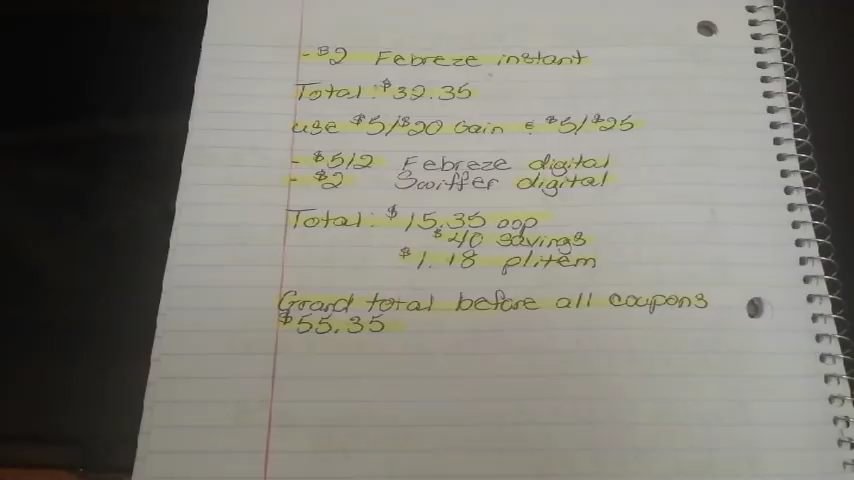 - $2 Febreze instant
Total: $32.35
use $5/$20 Gain & $5/$25
- $5/2 Febreze digital
- $2 Swiffer digital
Total: $15.35 oop
$40 savings
$1.18 p/item
Grand total before all coupons
$55.35